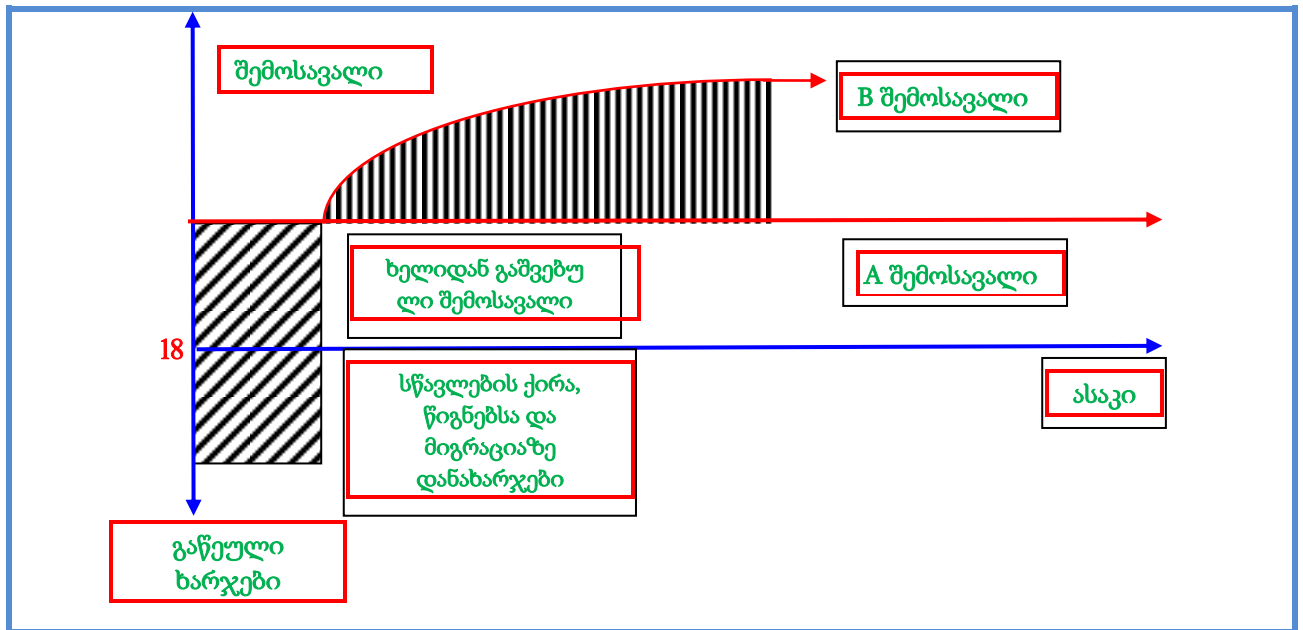 შემოსავალი
B შემოსავალი
ხელიდან გაშვებუ
ლი შემოსავალი
A შემოსავალი
18
სწავლების ქირა,
წიგნებსა და
მიგრაციაზე
დანახარჯები
ასაკი
გაწეული
ხარჯები